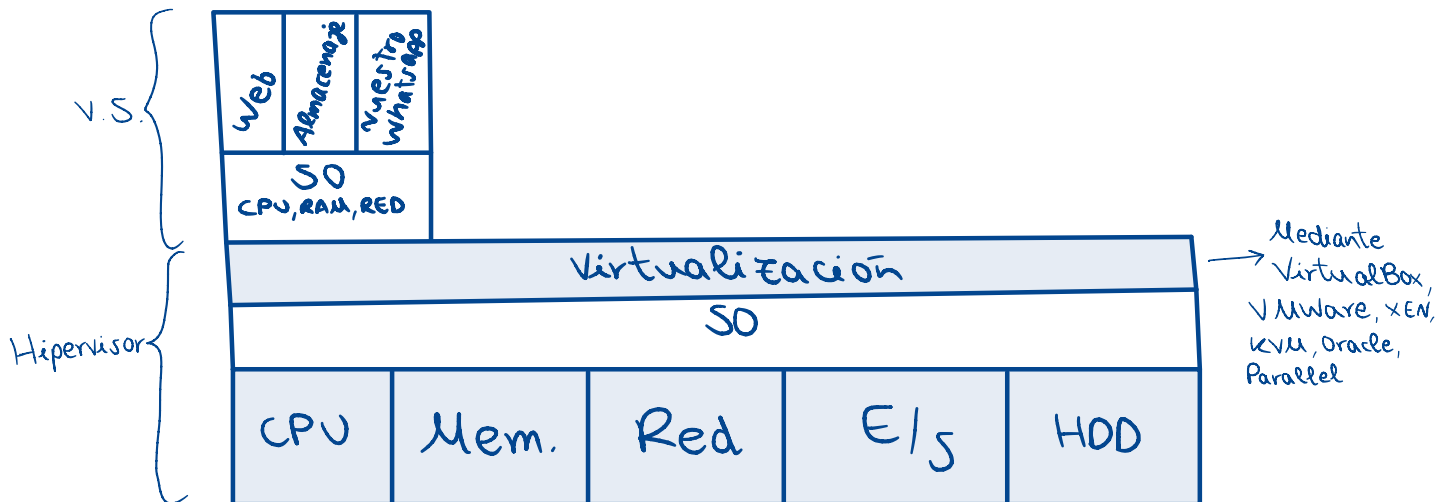 V.S.
Web
Almacenaje
Vuestro
Whatsapp
SO
CPU, RAM, RED
Virtualización
SO
Hipervisor
CPU
Mem.
Red
E/S
HDD
Mediante
VirtualBox,
VMWare, XEN,
KVM, Oracle,
Parallel